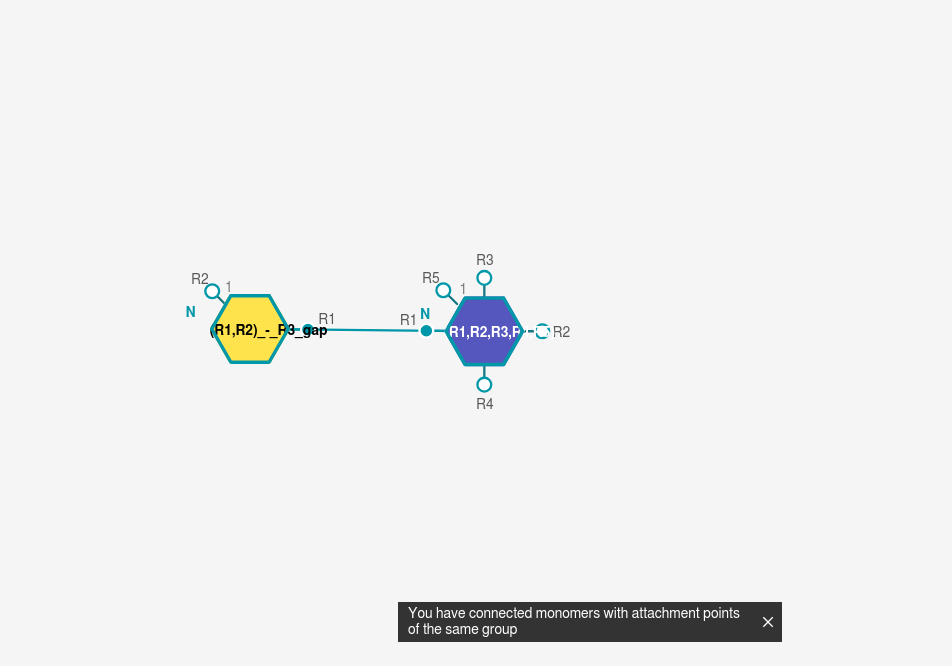 R3
R2
1
R5
1
N
N
R1
R1
(R1,R2)_-_R3_gap
R1,R2,R3,
R2
R4
You have connected monomers with attachment points
of the same group